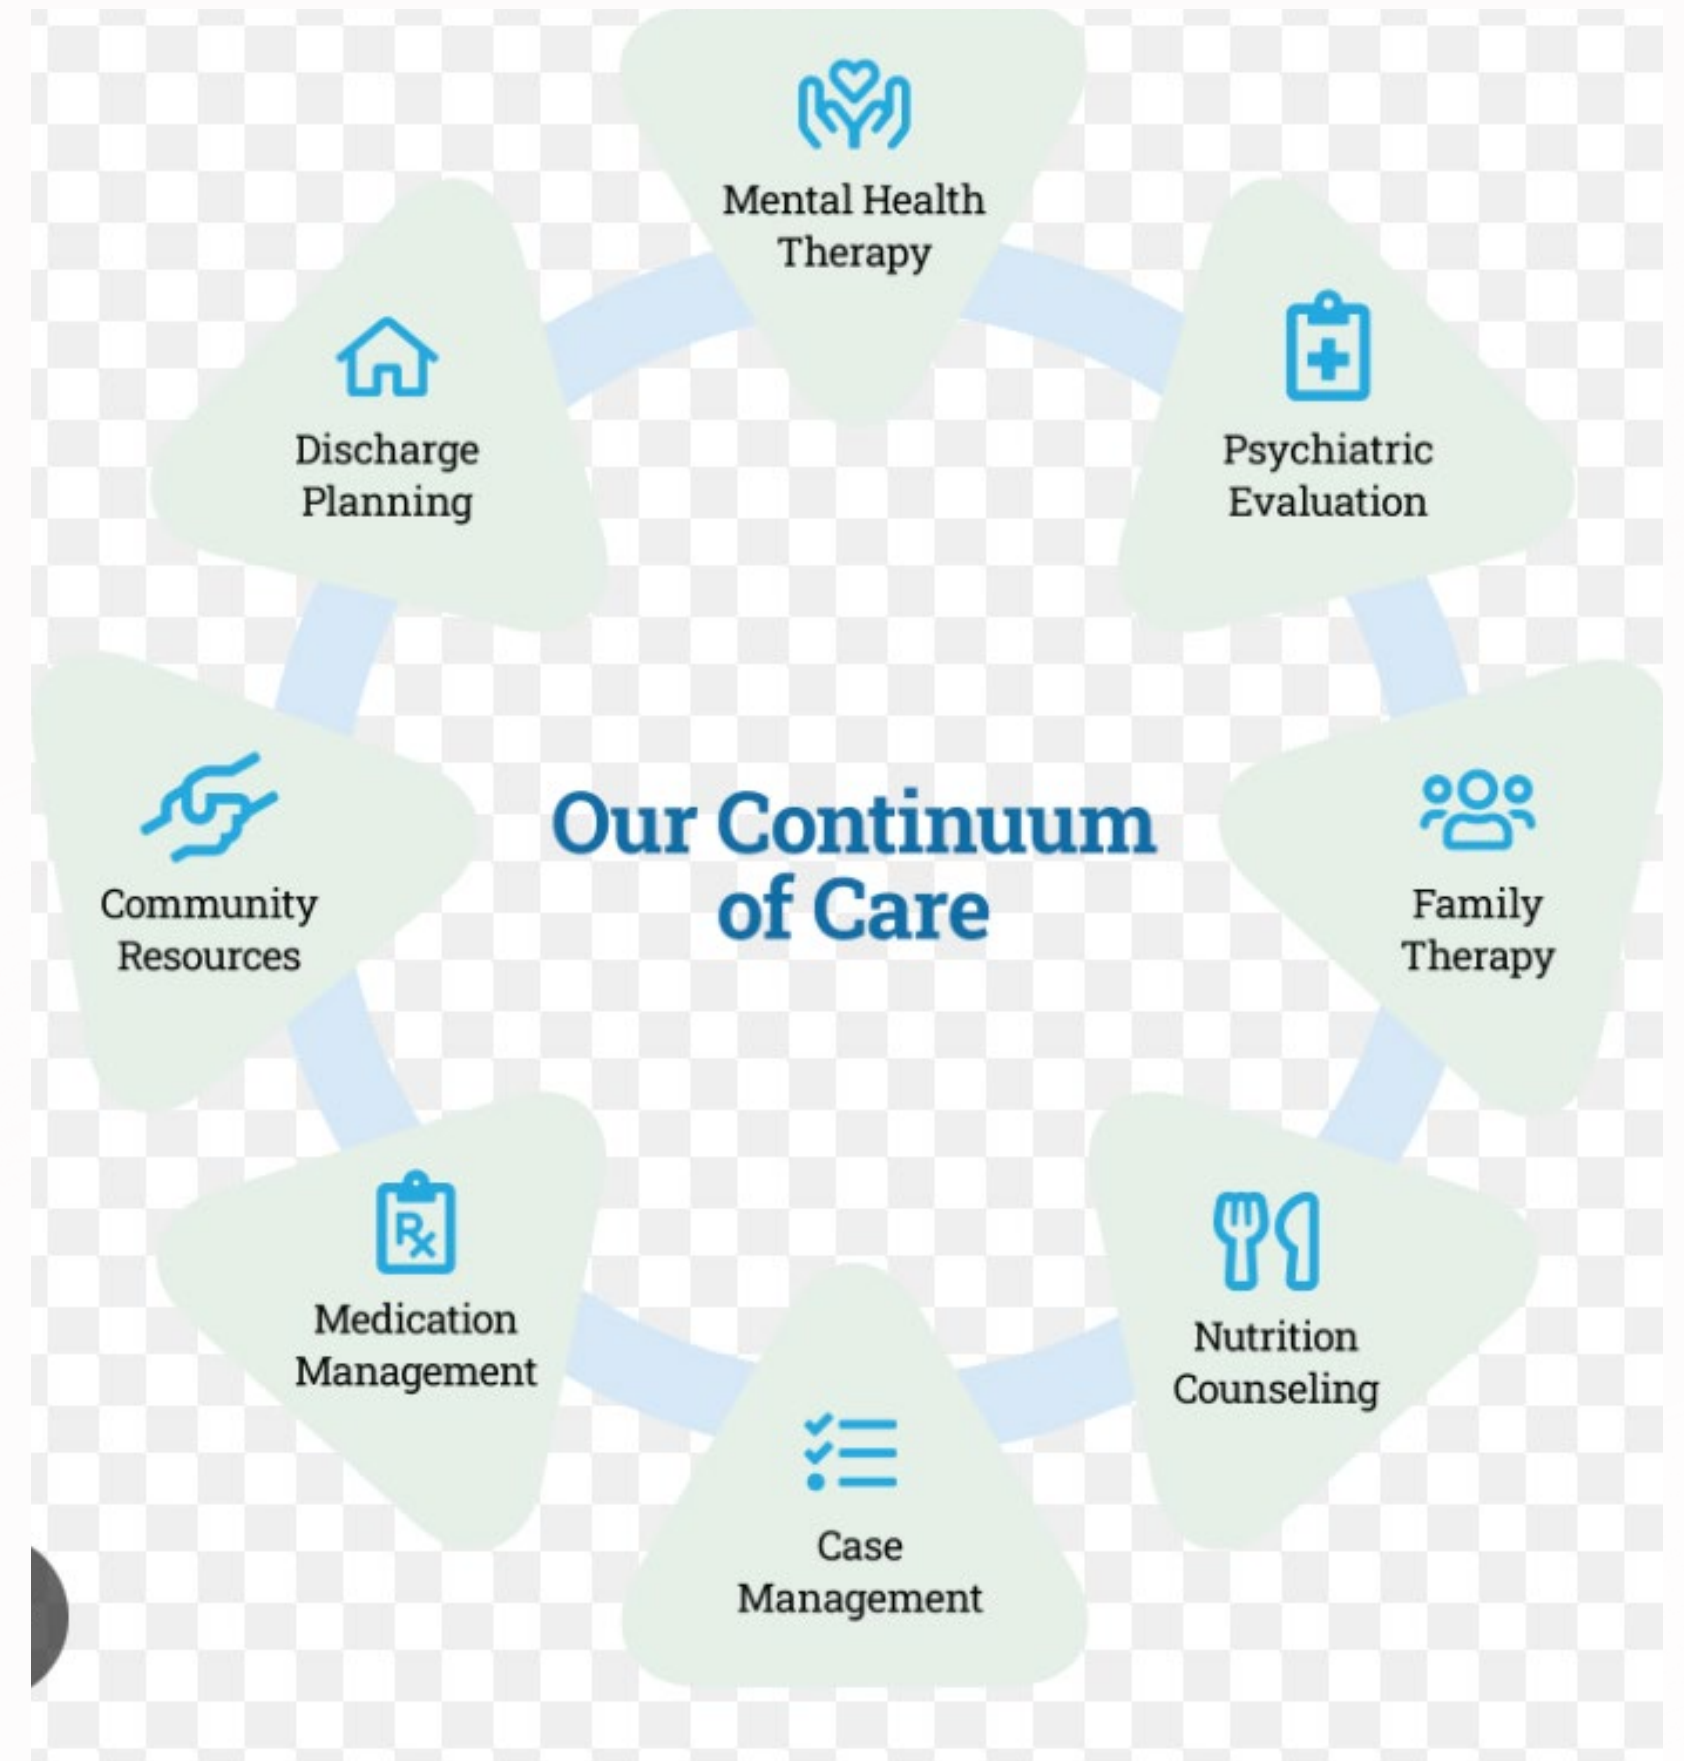 Mental Health
Therapy
Psychiatric
Evaluation
Family
Therapy
Nutrition
Counseling
Case
Management
Medication
Management
Rx
Community
Resources
Discharge
Planning
Our Continuum
of Care